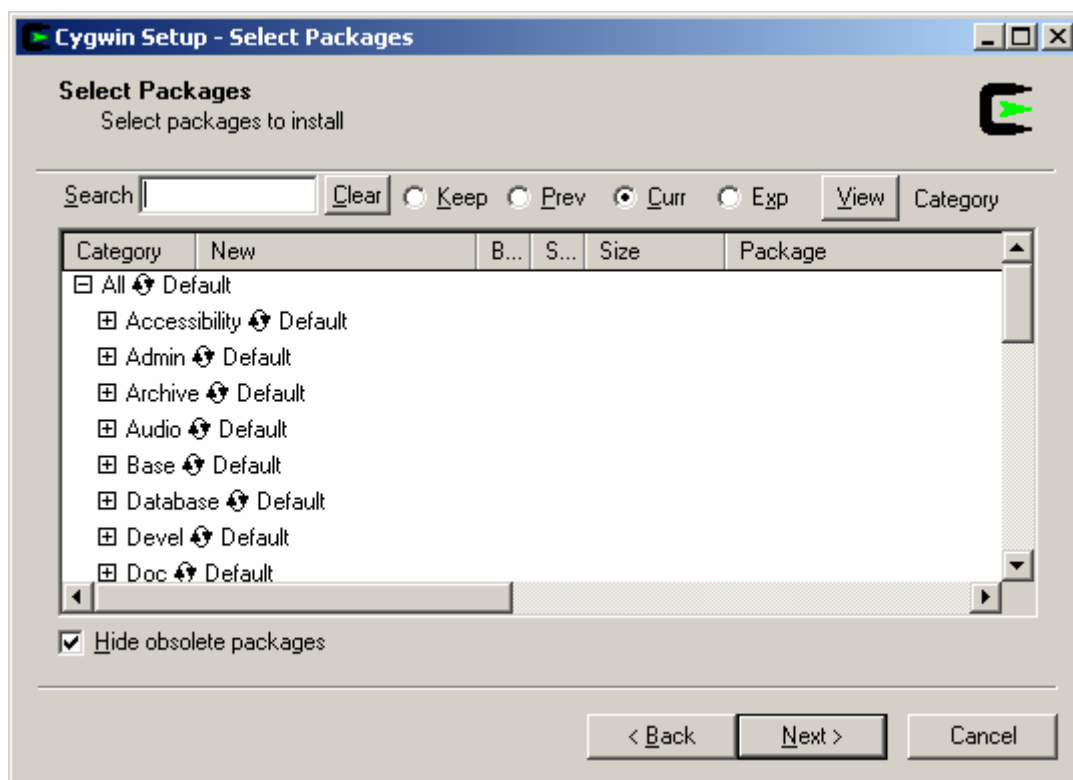 Cygwin Setup - Select Packages
Select Packages
Select packages to install
Search Clear Keep Prev Curr Exp View Category
Category New B... S... Size Package
All Default
Accessibility Default
Admin Default
Archive Default
Audio Default
Base Default
Database Default
Devel Default
Doc Default
Hide obsolete packages
< Back Next > Cancel